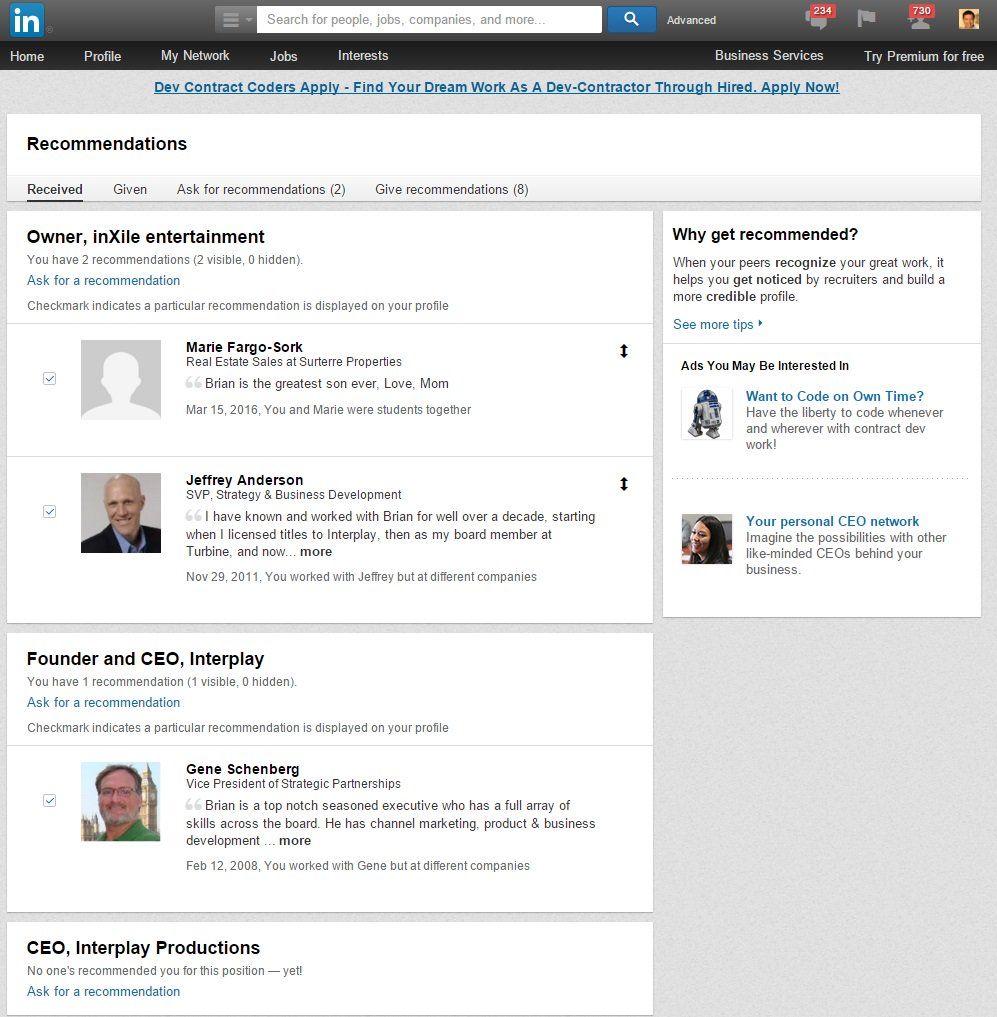 in
Search for people, jobs, companies, and more...
Advanced
234
730
Home
Profile
My Network
Jobs
Interests
Business Services
Try Premium for free
Dev Contract Coders Apply - Find Your Dream Work As A Dev-Contractor Through Hired. Apply Now!
Recommendations
Received
Given
Ask for recommendations (2)
Give recommendations (8)
Owner, inXile entertainment
You have 2 recommendations (2 visible, 0 hidden).
Ask for a recommendation
Checkmark indicates a particular recommendation is displayed on your profile
Marie Fargo-Sork
Real Estate Sales at Surterre Properties
“ Brian is the greatest son ever, Love, Mom
Mar 15, 2016, You and Marie were students together
Jeffrey Anderson
SVP, Strategy & Business Development
“ I have known and worked with Brian for well over a decade, starting
when I licensed titles to Interplay, then as my board member at
Turbine, and now... more
Nov 29, 2011, You worked with Jeffrey but at different companies
Founder and CEO, Interplay
You have 1 recommendation (1 visible, 0 hidden).
Ask for a recommendation
Checkmark indicates a particular recommendation is displayed on your profile
Gene Schenberg
Vice President of Strategic Partnerships
“ Brian is a top notch seasoned executive who has a full array of
skills across the board. He has channel marketing, product & business
development ... more
Feb 12, 2008, You worked with Gene but at different companies
CEO, Interplay Productions
No one's recommended you for this position — yet!
Ask for a recommendation
Why get recommended?
When your peers recognize your great work, it
helps you get noticed by recruiters and build a
more credible profile.
See more tips
Ads You May Be Interested In
Want to Code on Own Time?
Have the liberty to code whenever
and wherever with contract dev
work!
Your personal CEO network
Imagine the possibilities with other
like-minded CEOs behind your
business.